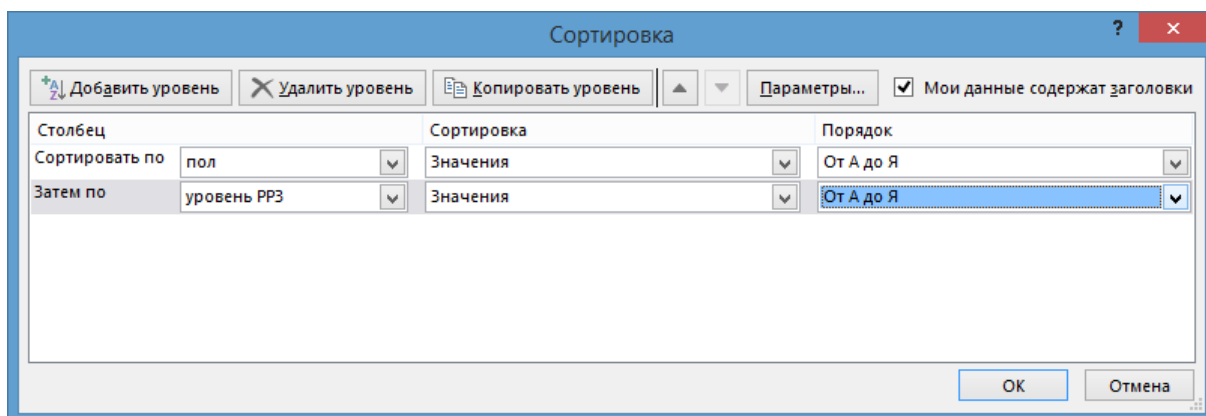 Сортировка ?
Добавить уровень Удалить уровень Копировать уровень Параметры... Мои данные содержат заголовки
Столбец Сортировка Порядок
Сортировать по пол Значения От А до Я
Затем по уровень РРЗ Значения От А до Я
ОК Отмена